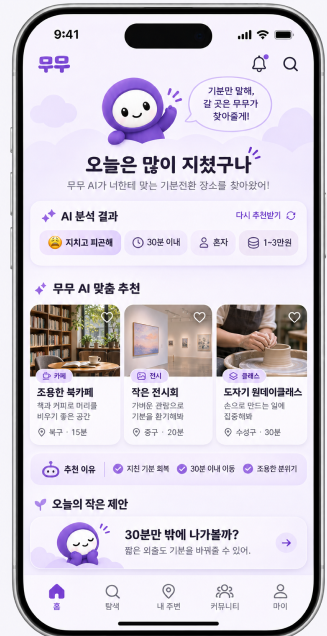 9:41
무무
기분만 말해,
갈 곳은 무무가
찾아줄게!
오늘은 많이 지쳤구나
무무 AI가 너한테 맞는 기분전환 장소를 찾아왔어!
AI 분석 결과
다시 추천받기
지치고 피곤해
30분 이내
혼자
1~3만원
무무 AI 맞춤 추천
카페
조용한 북카페
책과 커피로 머리를
비우기 좋은 공간
북구 · 15분
전시
작은 전시회
가벼운 관람으로
기분을 환기해봐
중구 · 20분
클래스
도자기 원데이클래스
손으로 만드는 일에
집중해봐
수성구 · 30분
추천 이유
지친 기분 회복
30분 이내 이동
조용한 분위기
오늘의 작은 제안
30분만 밖에 나가볼까?
짧은 외출도 기분을 바꿔줄 수 있어.
홈
탐색
내 주변
커뮤니티
마이